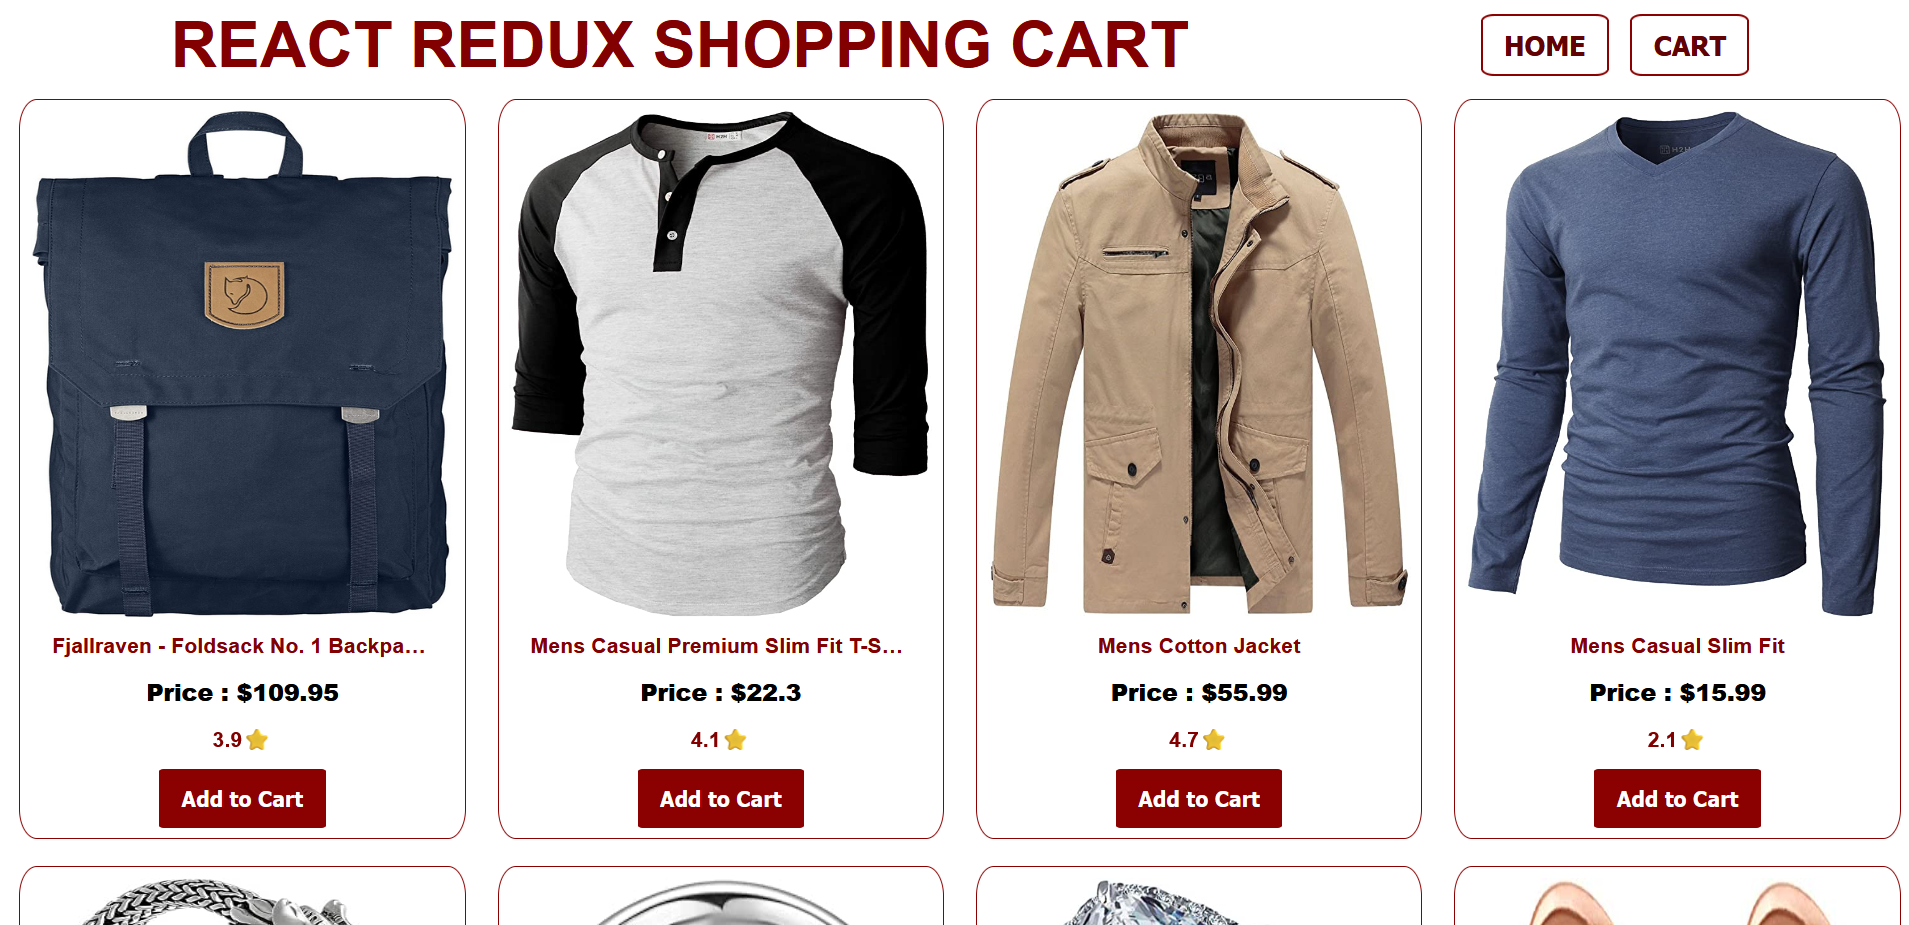 REACT REDUX SHOPPING CART
HOME
CART
H2H
H2H
Fjallraven - Foldsack No. 1 Backpa...
Mens Casual Premium Slim Fit T-S...
Mens Cotton Jacket
Mens Casual Slim Fit
Price : $109.95
Price : $22.3
Price : $55.99
Price : $15.99
3.9
4.1
4.7
2.1
Add to Cart
Add to Cart
Add to Cart
Add to Cart